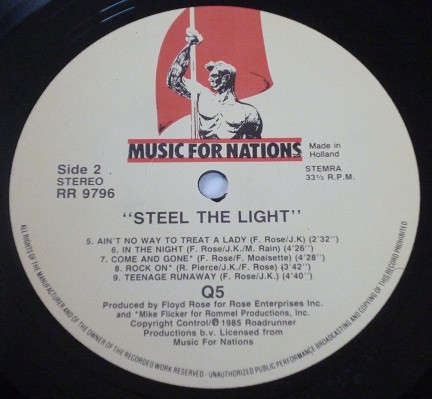 MUSIC FOR NATIONS
Made in
Holland
Side 2
STEREO
RR 9796
STEMRA
33⅓ R.P.M.
"STEEL THE LIGHT"
5. AIN'T NO WAY TO TREAT A LADY (F. Rose/J.K) (2'32")
6. IN THE NIGHT (F. Rose/J.K./M. Rain) (4'26")
7. COME AND GONE* (F. Rose/F. Moaisette) (4'28")
8. ROCK ON* (R. Pierce/J.K./F. Rose) (3'42")
9. TEENAGE RUNAWAY (F. Rose/J.K.) (4'40")
Q5
Produced by Floyd Rose for Rose Enterprises Inc.
and *Mike Flicker for Rommel Productions, Inc.
Copyright Control/℗ 1985 Roadrunner
Productions b.v. Licensed from
Music For Nations
ALL RIGHTS OF THE MANUFACTURER AND OF THE OWNER OF THE RECORDED WORK RESERVED - UNAUTHORIZED PUBLIC PERFORMANCE BROADCASTING AND COPYING OF THIS RECORD PROHIBITED